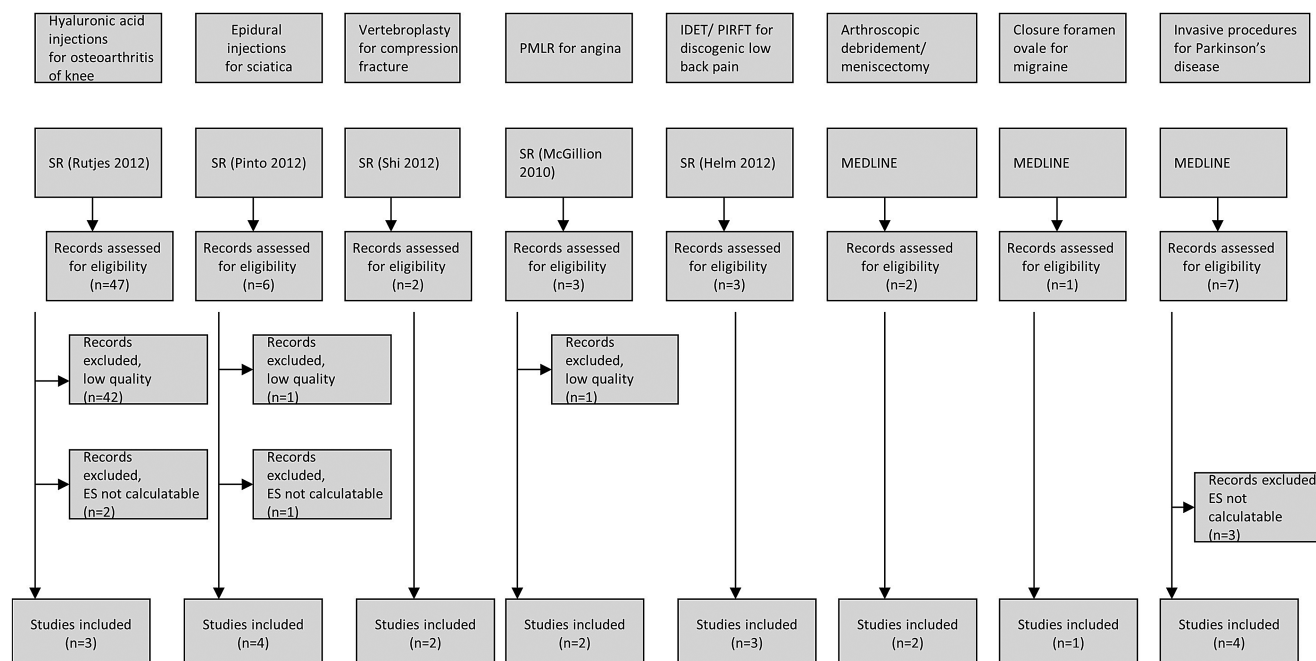 Hyaluronic acid
injections
for osteoarthritis
of knee
Epidural
injections
for sciatica
Vertebroplasty
for compression
fracture
PMLR for angina
IDET/ PIRFT for
discogenic low
back pain
Arthroscopic
debridement/
meniscectomy
Closure foramen
ovale for
migraine
Invasive procedures
for Parkinson's
disease
SR (Rutjes 2012)
SR (Pinto 2012)
SR (Shi 2012)
SR (McGillion
2010)
SR (Helm 2012)
MEDLINE
MEDLINE
MEDLINE
Records assessed
for eligibility
(n=47)
Records assessed
for eligibility
(n=6)
Records assessed
for eligibility
(n=2)
Records assessed
for eligibility
(n=3)
Records assessed
for eligibility
(n=3)
Records assessed
for eligibility
(n=2)
Records assessed
for eligibility
(n=1)
Records assessed
for eligibility
(n=7)
Records
excluded,
low quality
(n=42)
Records
excluded,
low quality
(n=1)
Records
excluded,
low quality
(n=1)
Records
excluded,
ES not calculatable
(n=2)
Records
excluded,
ES not calculatable
(n=1)
Records excluded
ES not
calculatable
(n=3)
Studies included
(n=3)
Studies included
(n=4)
Studies included
(n=2)
Studies included
(n=2)
Studies included
(n=3)
Studies included
(n=2)
Studies included
(n=1)
Studies included
(n=4)